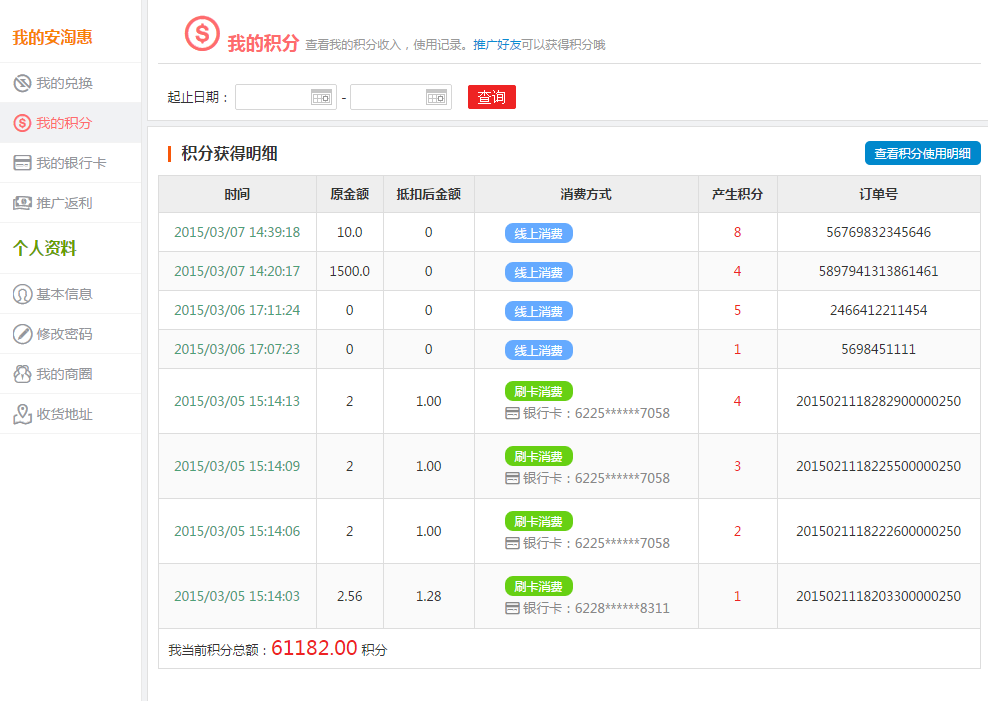 我的安淘惠
我的兑换
我的积分
我的银行卡
推广返利
个人资料
基本信息
修改密码
我的商圈
收货地址
我的积分 查看我的积分收入，使用记录。推广好友可以获得积分哦
起止日期： - 查询
积分获得明细 查看积分使用明细
时间 原金额 抵扣后金额 消费方式 产生积分 订单号
2015/03/07 14:39:18 10.0 0 线上消费 8 56769832345646
2015/03/07 14:20:17 1500.0 0 线上消费 4 5897941313861461
2015/03/06 17:11:24 0 0 线上消费 5 2466412211454
2015/03/06 17:07:23 0 0 线上消费 1 5698451111
2015/03/05 15:14:13 2 1.00 刷卡消费 4 2015021118282900000250
银行卡：6225******7058
2015/03/05 15:14:09 2 1.00 刷卡消费 3 2015021118225500000250
银行卡：6225******7058
2015/03/05 15:14:06 2 1.00 刷卡消费 2 2015021118222600000250
银行卡：6225******7058
2015/03/05 15:14:03 2.56 1.28 刷卡消费 1 2015021118203300000250
银行卡：6228******8311
我当前积分总额：61182.00 积分